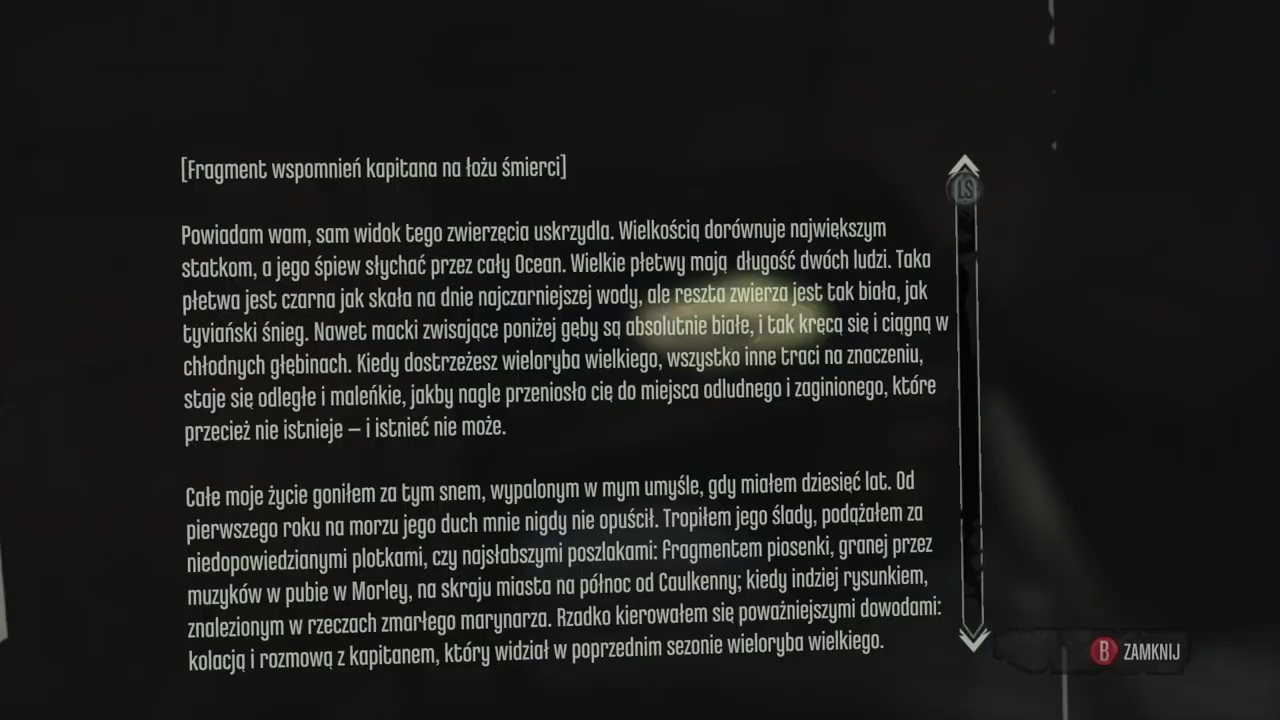 [Fragment wspomnień kapitana na łożu śmierci]
Powiadam wam, sam widok tego zwierzęcia uskrzydla. Wielkością dorównuje największym
statkom, a jego śpiew słychać przez cały Ocean. Wielkie płetwy mają długość dwóch ludzi. Taka
płetwa jest czarna jak skała na dnie najczarniejszej wody, ale reszta zwierza jest tak biała, jak
tyviański śnieg. Nawet macki zwisające poniżej gęby są absolutnie białe, i tak kręcą się i ciągną w
chłodnych głębinach. Kiedy dostrzeżesz wieloryba wielkiego, wszystko inne traci na znaczeniu,
staje się odległe i maleńkie, jakby nagle przeniosło cię do miejsca odludnego i zaginionego, które
przecież nie istnieje – i istnieć nie może.
Całe moje życie goniłem za tym snem, wypalonym w mym umyśle, gdy miałem dziesięć lat. Od
pierwszego roku na morzu jego duch mnie nigdy nie opuścił. Tropiłem jego ślady, podążałem za
niedopowiedzianymi plotkami, czy najsłabszymi poszlakami: fragmentem piosenki, granej przez
muzyków w pubie w Morley, na skraju miasta na północ od Caulkenny; kiedy indziej rysunkiem,
znalezionym w rzeczach zmarłego marynarza. Rzadko kierowałem się poważniejszymi dowodami:
kolacją i rozmową z kapitanem, który widział w poprzednim sezonie wieloryba wielkiego.
LS
B ZAMKNIJ